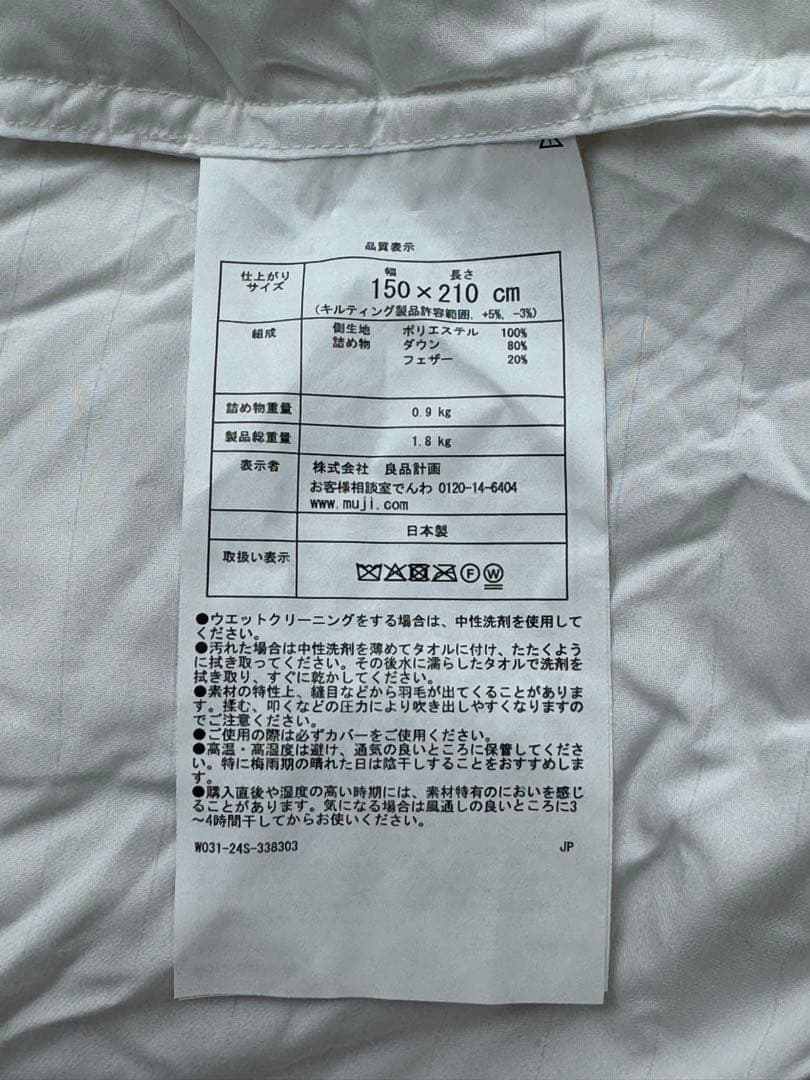 品質表示
仕上がり
サイズ
幅 長さ
150×210 cm
(キルティング製品許容範囲, +5%, -3%)
組成
側生地 ポリエステル 100%
詰め物 ダウン 80%
フェザー 20%
詰め物重量 0.9 kg
製品総重量 1.8 kg
表示者 株式会社 良品計画
お客様相談室でんわ 0120-14-6404
www.muji.com
日本製
取扱い表示
F W
●ウエットクリーニングをする場合は、中性洗剤を使用して
ください。
●汚れた場合は中性洗剤を薄めてタオルに付け、たたくよう
に拭き取ってください。その後水に濡らしたタオルで洗剤を
拭き取り、すぐに乾かしてください。
●素材の特性上、縫目などから羽毛が出てくることがありま
す。揉む、叩くなどの圧力により吹き出しやすくなりますの
でご注意ください。
●ご使用の際は必ずカバーをご使用ください。
●高温・高湿度は避け、通気の良いところに保管してくださ
い。特に梅雨期の晴れた日は陰干しすることをおすすめしま
す。
●購入直後や湿度の高い時期には、素材特有のにおいを感じ
ることがあります。気になる場合は風通しの良いところに3
～4時間干してからお使いください。
W031-24S-338303 JP